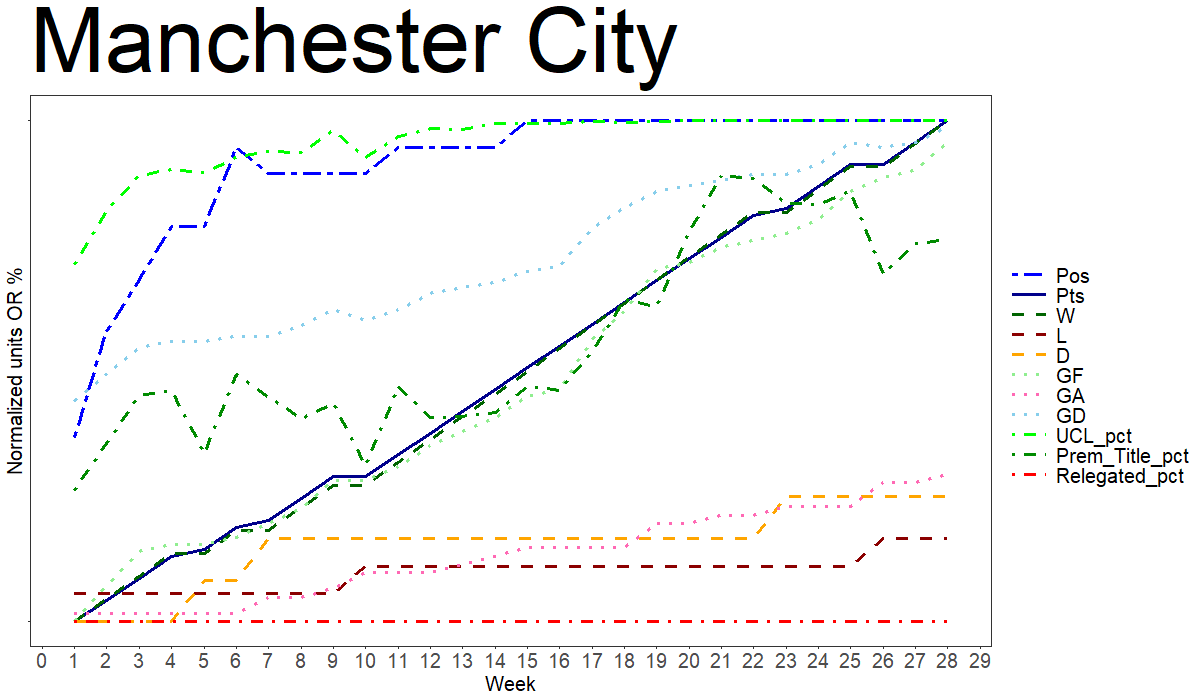 Manchester City
Normalized units OR %
Pos
Pts
W
L
D
GF
GA
GD
UCL_pct
Prem_Title_pct
Relegated_pct
0 1 2 3 4 5 6 7 8 9 10 11 12 13 14 15 16 17 18 19 20 21 22 23 24 25 26 27 28 29
Week